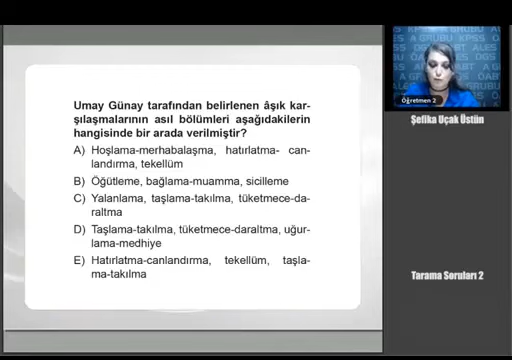 Umay Günay tarafından belirlenen âşık kar-
şılaşmalarının asıl bölümleri aşağıdakilerin
hangisinde bir arada verilmiştir?
A) Hoşlama-merhabalaşma, hatırlatma- can-
landırma, tekellüm
B) Öğütleme, bağlama-muamma, sicilleme
C) Yalanlama, taşlama-takılma, tüketmece-da-
raltma
D) Taşlama-takılma, tüketmece-daraltma, uğur-
lama-medhiye
E) Hatırlatma-canlandırma, tekellüm, taşla-
ma-takılma
Öğretmen 2
Şefika Uçak Üstün
Tarama Soruları 2